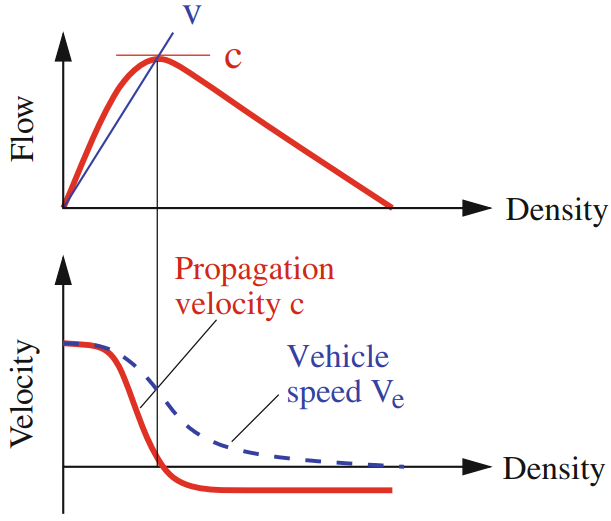 v
c
Flow
Density
Propagation
velocity c
Vehicle
speed Ve
Velocity
Density